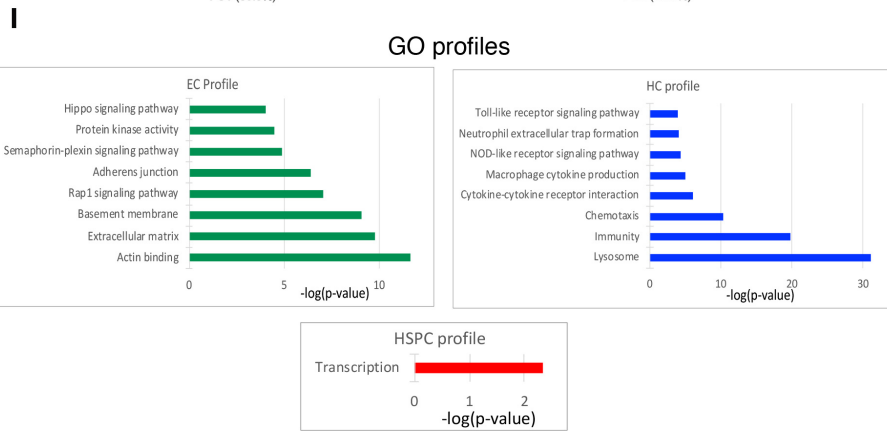 I
GO profiles
EC Profile
Hippo signaling pathway
Protein kinase activity
Semaphorin-plexin signaling pathway
Adherens junction
Rap1 signaling pathway
Basement membrane
Extracellular matrix
Actin binding
0 5 10
-log(p-value)
HC profile
Toll-like receptor signaling pathway
Neutrophil extracellular trap formation
NOD-like receptor signaling pathway
Macrophage cytokine production
Cytokine-cytokine receptor interaction
Chemotaxis
Immunity
Lysosome
0 10 20 30
-log(p-value)
HSPC profile
Transcription
0 1 2
-log(p-value)